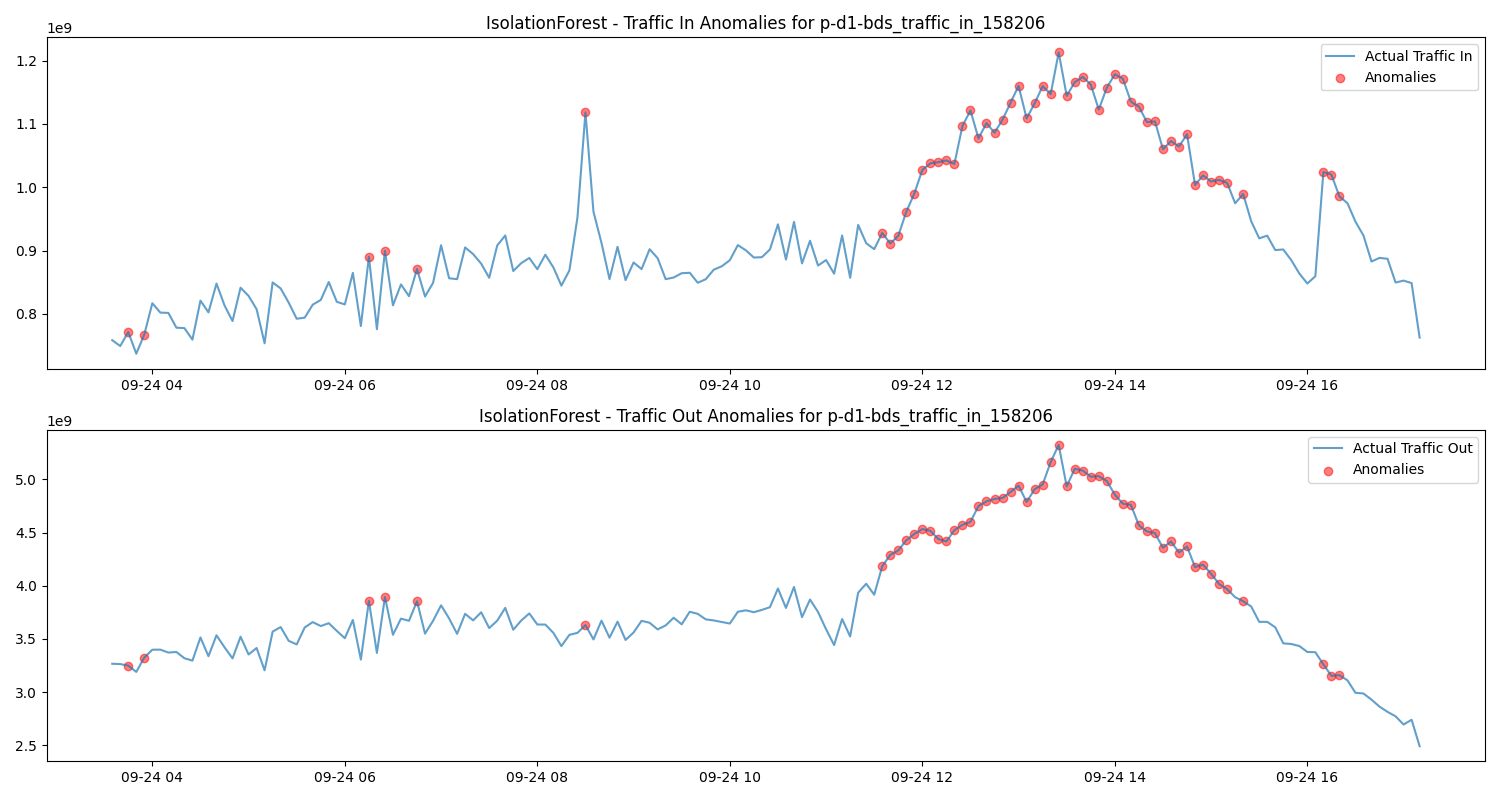 IsolationForest - Traffic In Anomalies for p-d1-bds_traffic_in_158206
1e9
Actual Traffic In
Anomalies
1.2
1.1
1.0
0.9
0.8
09-24 04 09-24 06 09-24 08 09-24 10 09-24 12 09-24 14 09-24 16
IsolationForest - Traffic Out Anomalies for p-d1-bds_traffic_in_158206
1e9
Actual Traffic Out
Anomalies
5.0
4.5
4.0
3.5
3.0
2.5
09-24 04 09-24 06 09-24 08 09-24 10 09-24 12 09-24 14 09-24 16